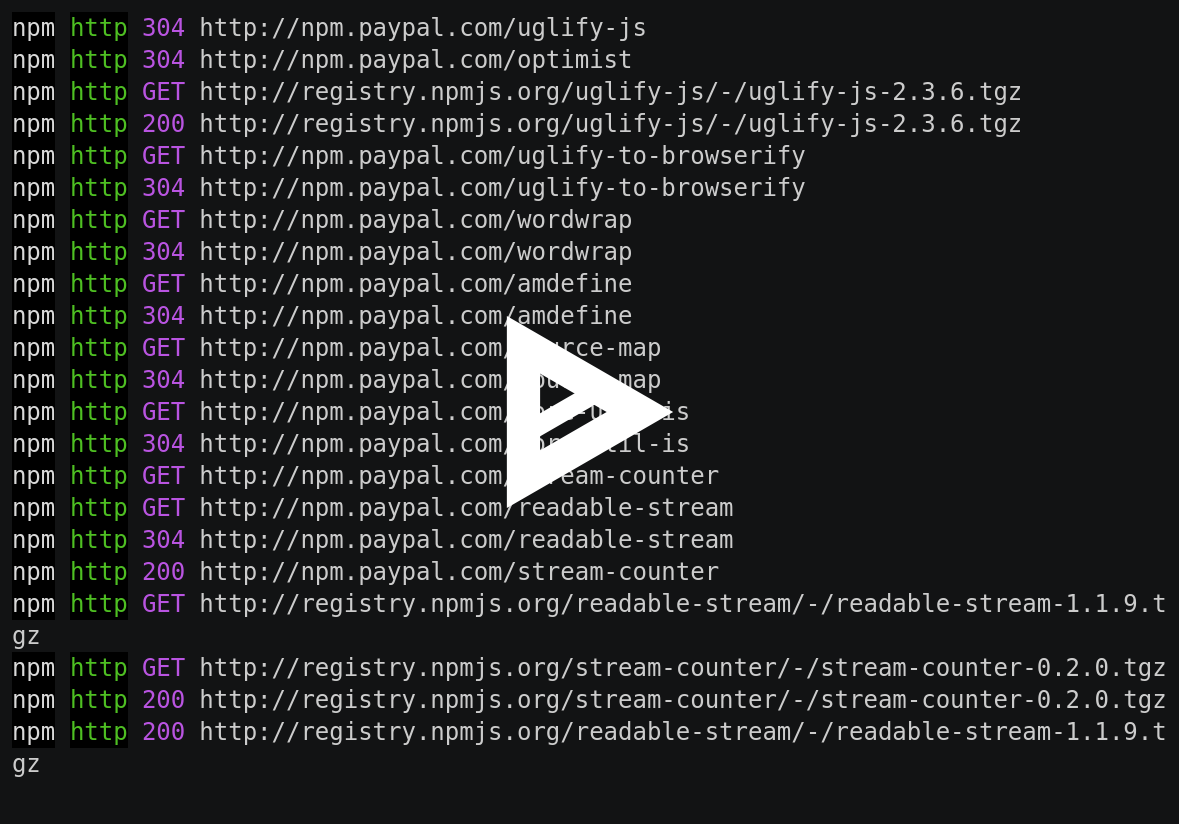 npm http 304 http://npm.paypal.com/uglify-js
npm http 304 http://npm.paypal.com/optimist
npm http GET http://registry.npmjs.org/uglify-js/-/uglify-js-2.3.6.tgz
npm http 200 http://registry.npmjs.org/uglify-js/-/uglify-js-2.3.6.tgz
npm http GET http://npm.paypal.com/uglify-to-browserify
npm http 304 http://npm.paypal.com/uglify-to-browserify
npm http GET http://npm.paypal.com/wordwrap
npm http 304 http://npm.paypal.com/wordwrap
npm http GET http://npm.paypal.com/amdefine
npm http 304 http://npm.paypal.com/amdefine
npm http GET http://npm.paypal.com/source-map
npm http 304 http://npm.paypal.com/source-map
npm http GET http://npm.paypal.com/core-util-is
npm http 304 http://npm.paypal.com/core-util-is
npm http GET http://npm.paypal.com/stream-counter
npm http GET http://npm.paypal.com/readable-stream
npm http 304 http://npm.paypal.com/readable-stream
npm http 200 http://npm.paypal.com/stream-counter
npm http GET http://registry.npmjs.org/readable-stream/-/readable-stream-1.1.9.t
gz
npm http GET http://registry.npmjs.org/stream-counter/-/stream-counter-0.2.0.tgz
npm http 200 http://registry.npmjs.org/stream-counter/-/stream-counter-0.2.0.tgz
npm http 200 http://registry.npmjs.org/readable-stream/-/readable-stream-1.1.9.t
gz